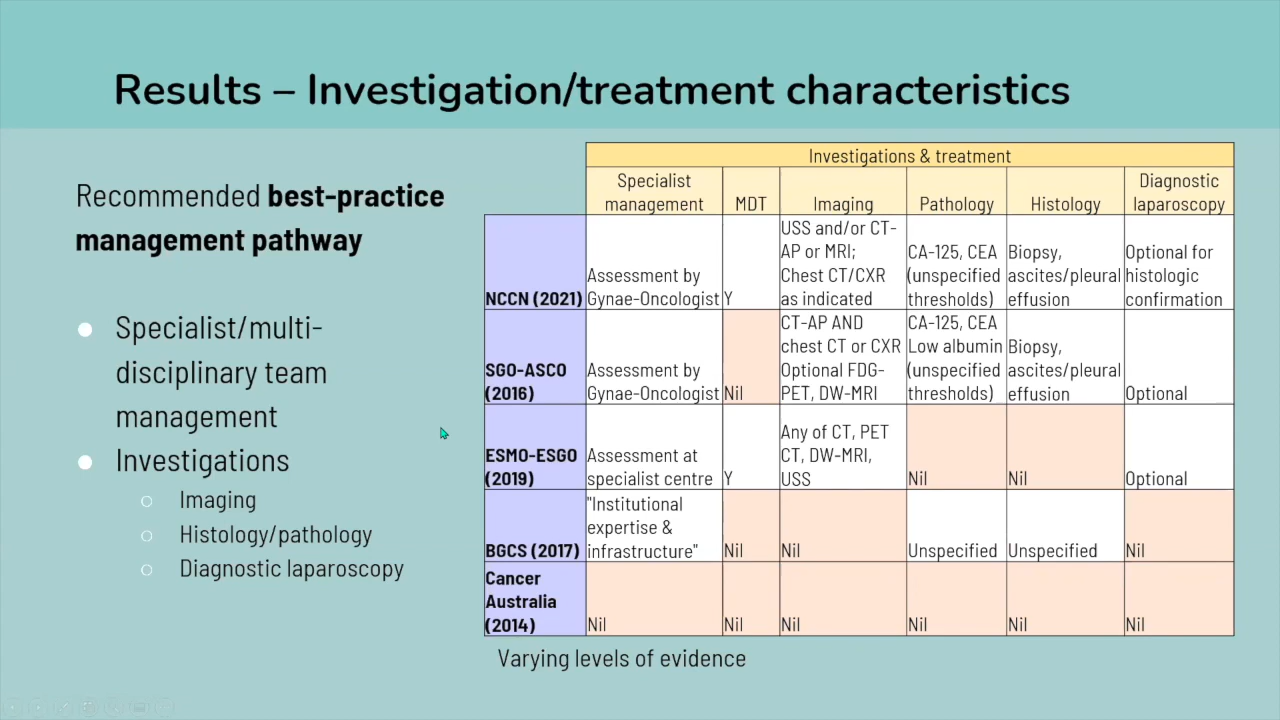 Results – Investigation/treatment characteristics
Recommended best-practice
management pathway
● Specialist/multi-
disciplinary team
management
● Investigations
○ Imaging
○ Histology/pathology
○ Diagnostic laparoscopy
Investigations & treatment
Specialist
management
MDT
Imaging
Pathology
Histology
Diagnostic
laparoscopy
NCCN (2021)
Assessment by
Gynae-Oncologist
Y
USS and/or CT-
AP or MRI;
Chest CT/CXR
as indicated
CA-125, CEA
(unspecified
thresholds)
Biopsy,
ascites/pleural
effusion
Optional for
histologic
confirmation
SGO-ASCO
(2016)
Assessment by
Gynae-Oncologist
Nil
CT-AP AND
chest CT or CXR
Optional FDG-
PET, DW-MRI
CA-125, CEA
Low albumin
(unspecified
thresholds)
Biopsy,
ascites/pleural
effusion
Optional
ESMO-ESGO
(2019)
Assessment at
specialist centre
Y
Any of CT, PET
CT, DW-MRI,
USS
Nil
Nil
Optional
BGCS (2017)
"Institutional
expertise &
infrastructure"
Nil
Nil
Unspecified
Unspecified
Nil
Cancer
Australia
(2014)
Nil
Nil
Nil
Nil
Nil
Nil
Varying levels of evidence